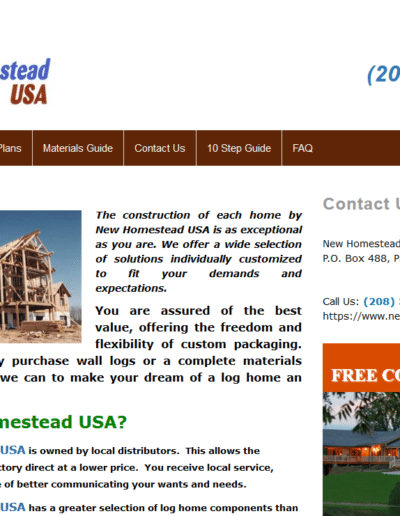 stead
USA
(20
Plans
Materials Guide
Contact Us
10 Step Guide
FAQ
The construction of each home by
New Homestead USA is as exceptional
as you are. We offer a wide selection
of solutions individually customized
to fit your demands and
expectations.
You are assured of the best
value, offering the freedom and
flexibility of custom packaging.
y purchase wall logs or a complete materials
we can to make your dream of a log home an
mestead USA?
USA is owned by local distributors. This allows the
ctory direct at a lower price. You receive local service,
e of better communicating your wants and needs.
USA has a greater selection of log home components than
Contact U
New Homestead
P.O. Box 488, P
Call Us: (208)
https://www.ne
FREE CO